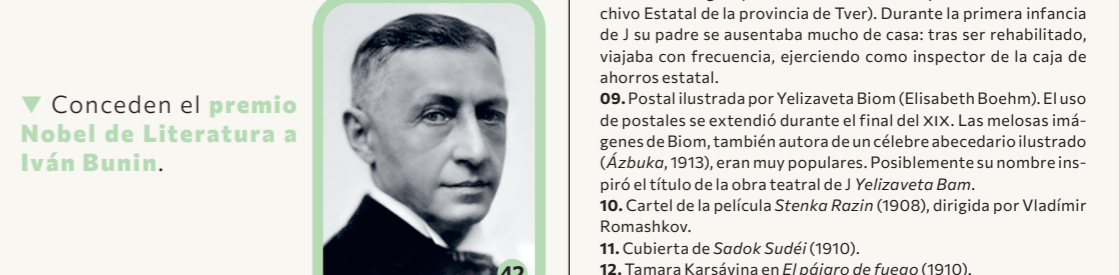 ▼ Conceden el premio
Nobel de Literatura a
Iván Bunin.
42
chivo Estatal de la provincia de Tver). Durante la primera infancia
de J su padre se ausentaba mucho de casa: tras ser rehabilitado,
viajaba con frecuencia, ejerciendo como inspector de la caja de
ahorros estatal.
09. Postal ilustrada por Yelizaveta Biom (Elisabeth Boehm). El uso
de postales se extendió durante el final del XIX. Las melosas imá-
genes de Biom, también autora de un célebre abecedario ilustrado
(Ázbuka, 1913), eran muy populares. Posiblemente su nombre ins-
piró el título de la obra teatral de J Yelizaveta Bam.
10. Cartel de la película Stenka Razin (1908), dirigida por Vladímir
Romashkov.
11. Cubierta de Sadok Sudéi (1910).
12. Tamara Karsávina en El pájaro de fuego (1910).